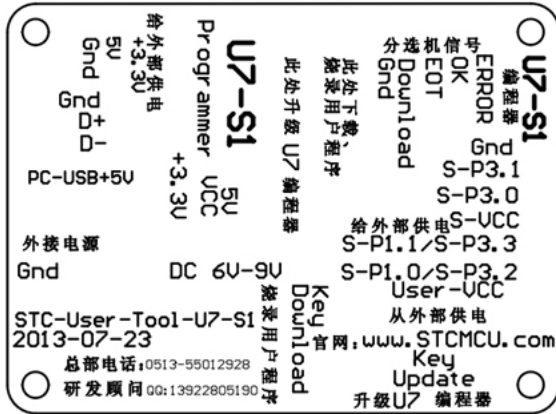 给外部供电
+3.3V
5V
Gnd
Gnd
D+
D-
PC-USB+5V
外接电源
Gnd
DC 6V-9V
U7-S1
Programmer
5V
VCC
+3.3V
此处升级 U7 编程器
此处下载、
烧录用户程序
分选机信号
ERROR
OK
EOT
Download
Gnd
U7-S1
编程器
Gnd
S-P3.1
S-P3.0
给外部供电 S-VCC
S-P1.1/S-P3.3
S-P1.0/S-P3.2
User-VCC
从外部供电
STC-User-Tool-U7-S1
2013-07-23
总部电话:0513-55012928
研发顾问QQ:13922805190
Key
Download
烧录用户程序
官网:www.STCMCU.com
Key
Update
升级U7 编程器